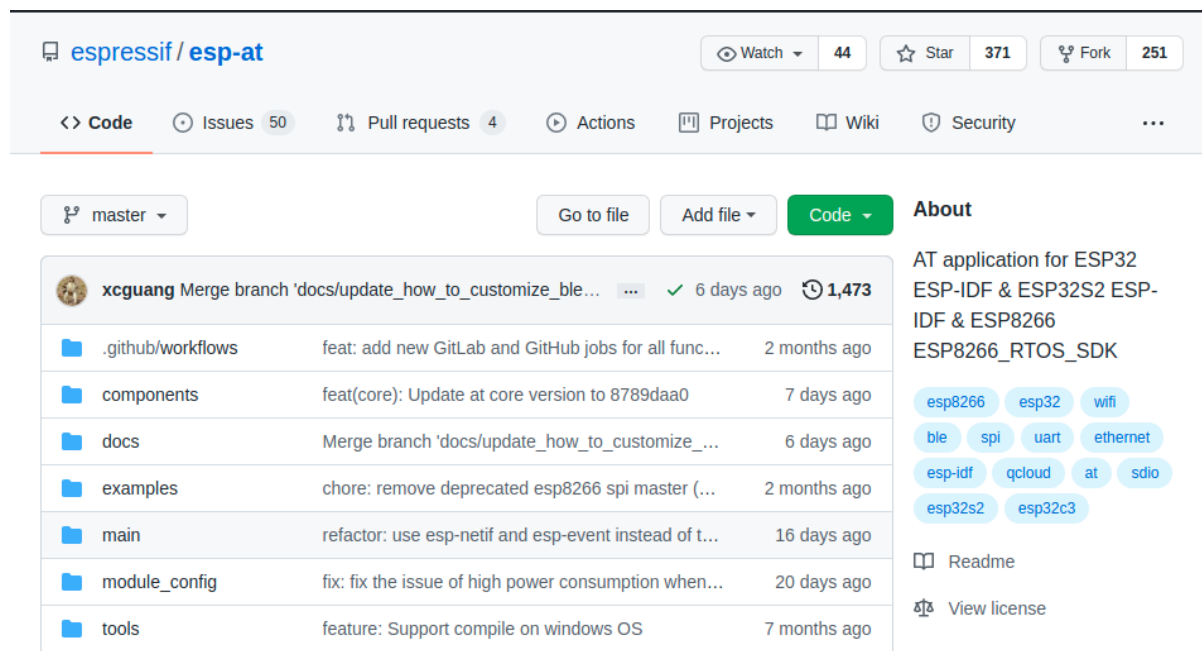 espressif / esp-at
Watch 44 Star 371 Fork 251
<> Code Issues 50 Pull requests 4 Actions Projects Wiki Security ...
master Go to file Add file Code
xcguang Merge branch 'docs/update_how_to_customize_ble... ... 6 days ago 1,473
.github/workflows feat: add new GitLab and GitHub jobs for all func... 2 months ago
components feat(core): Update at core version to 8789daa0 7 days ago
docs Merge branch 'docs/update_how_to_customize_... 6 days ago
examples chore: remove deprecated esp8266 spi master (... 2 months ago
main refactor: use esp-netif and esp-event instead of t... 16 days ago
module_config fix: fix the issue of high power consumption when... 20 days ago
tools feature: Support compile on windows OS 7 months ago
About
AT application for ESP32
ESP-IDF & ESP32S2 ESP-
IDF & ESP8266
ESP8266_RTOS_SDK
esp8266 esp32 wifi
ble spi uart ethernet
esp-idf qcloud at sdio
esp32s2 esp32c3
Readme
View license